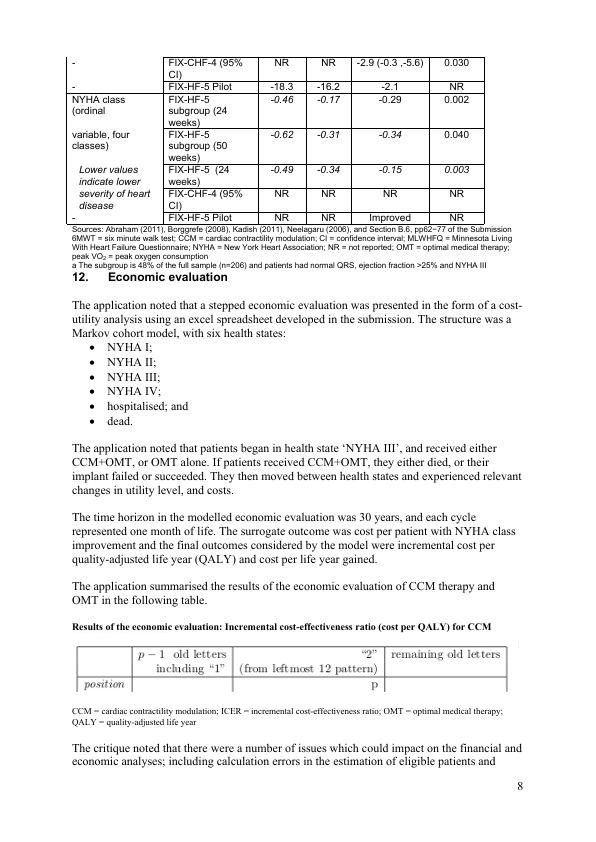 - FIX-CHF-4 (95% CI) NR NR -2.9 (-0.3 ,-5.6) 0.030
- FIX-HF-5 Pilot -18.3 -16.2 -2.1 NR
NYHA class (ordinal FIX-HF-5 subgroup (24 weeks) -0.46 -0.17 -0.29 0.002
variable, four classes) FIX-HF-5 subgroup (50 weeks) -0.62 -0.31 -0.34 0.040
Lower values indicate lower severity of heart disease FIX-HF-5 (24 weeks) -0.49 -0.34 -0.15 0.003
FIX-CHF-4 (95% CI) NR NR NR NR
- FIX-HF-5 Pilot NR NR Improved NR
Sources: Abraham (2011), Borggrefe (2008), Kadish (2011), Neelagaru (2006), and Section B.6, pp62–77 of the Submission
6MWT = six minute walk test; CCM = cardiac contractility modulation; CI = confidence interval; MLWHFQ = Minnesota Living
With Heart Failure Questionnaire; NYHA = New York Heart Association; NR = not reported; OMT = optimal medical therapy;
peak VO2 = peak oxygen consumption
a The subgroup is 48% of the full sample (n=206) and patients had normal QRS, ejection fraction >25% and NYHA III
12. Economic evaluation
The application noted that a stepped economic evaluation was presented in the form of a cost-
utility analysis using an excel spreadsheet developed in the submission. The structure was a
Markov cohort model, with six health states:
• NYHA I;
• NYHA II;
• NYHA III;
• NYHA IV;
• hospitalised; and
• dead.
The application noted that patients began in health state ‘NYHA III’, and received either
CCM+OMT, or OMT alone. If patients received CCM+OMT, they either died, or their
implant failed or succeeded. They then moved between health states and experienced relevant
changes in utility level, and costs.
The time horizon in the modelled economic evaluation was 30 years, and each cycle
represented one month of life. The surrogate outcome was cost per patient with NYHA class
improvement and the final outcomes considered by the model were incremental cost per
quality-adjusted life year (QALY) and cost per life year gained.
The application summarised the results of the economic evaluation of CCM therapy and
OMT in the following table.
Results of the economic evaluation: Incremental cost-effectiveness ratio (cost per QALY) for CCM
p − 1 old letters “2” remaining old letters
including “1” (from leftmost 12 pattern)
position p
CCM = cardiac contractility modulation; ICER = incremental cost-effectiveness ratio; OMT = optimal medical therapy;
QALY = quality-adjusted life year
The critique noted that there were a number of issues which could impact on the financial and
economic analyses; including calculation errors in the estimation of eligible patients and
8